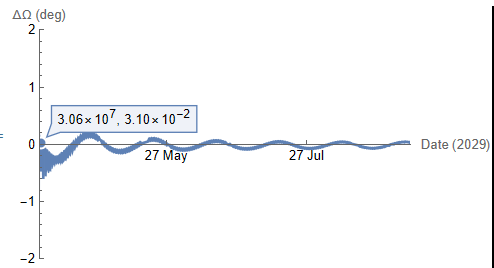 ΔΩ (deg)
2
1
3.06×10⁷, 3.10×10⁻²
0
27 May
27 Jul
Date (2029)
-1
-2